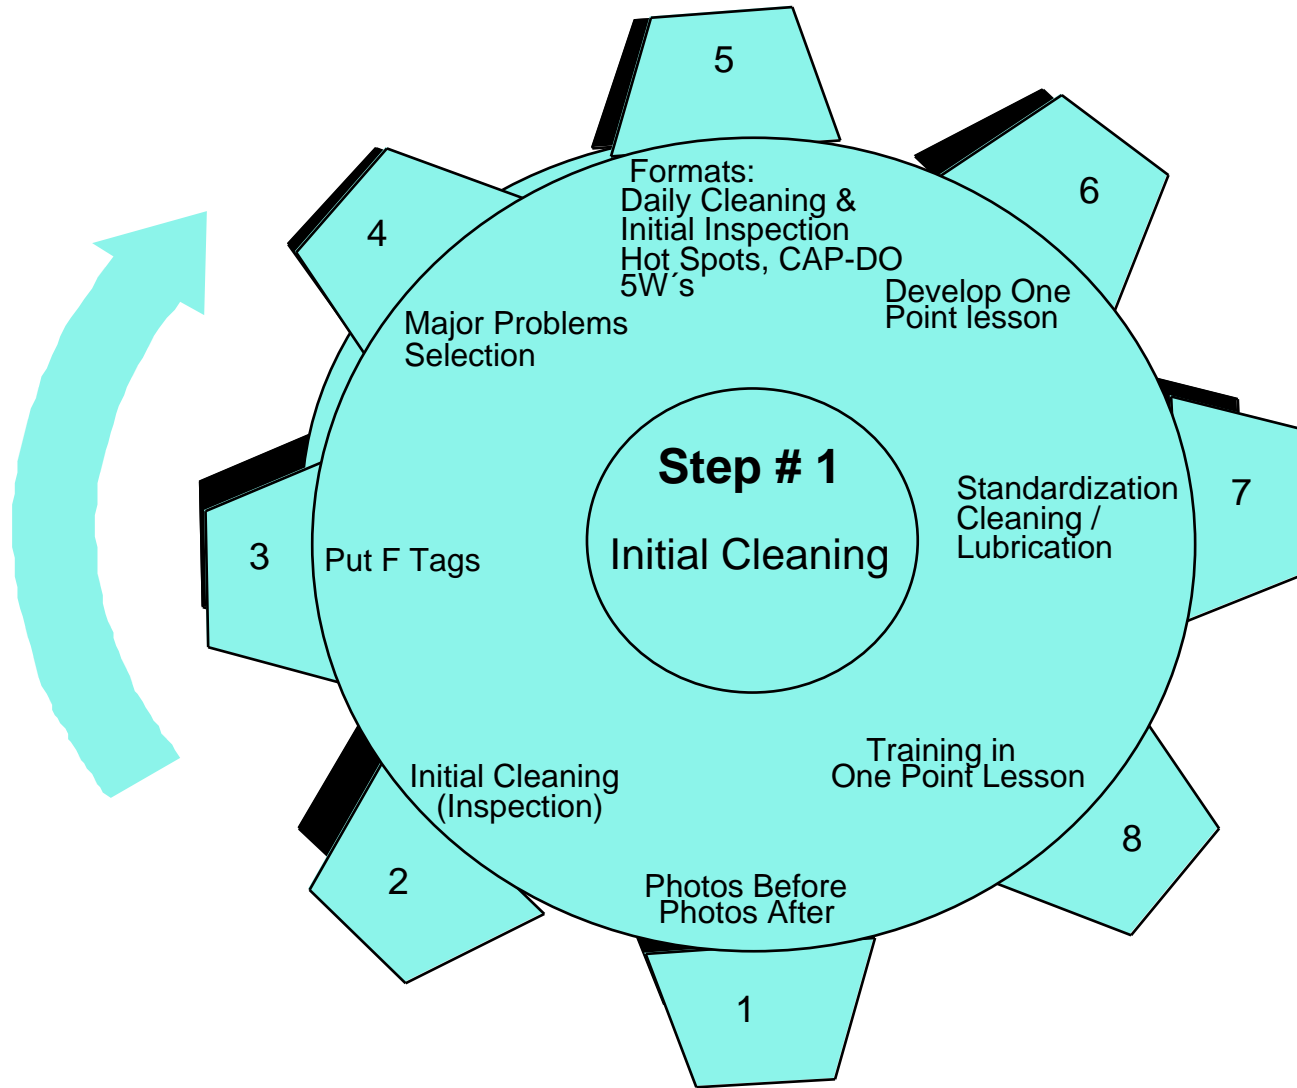 5
Formats:
Daily Cleaning &
Initial Inspection
Hot Spots, CAP-DO
5W´s
6
Develop One
Point lesson
4
Major Problems
Selection
Step # 1
Initial Cleaning
7
Standardization
Cleaning /
Lubrication
3
Put F Tags
Training in
One Point Lesson
8
Initial Cleaning
(Inspection)
2
Photos Before
Photos After
1